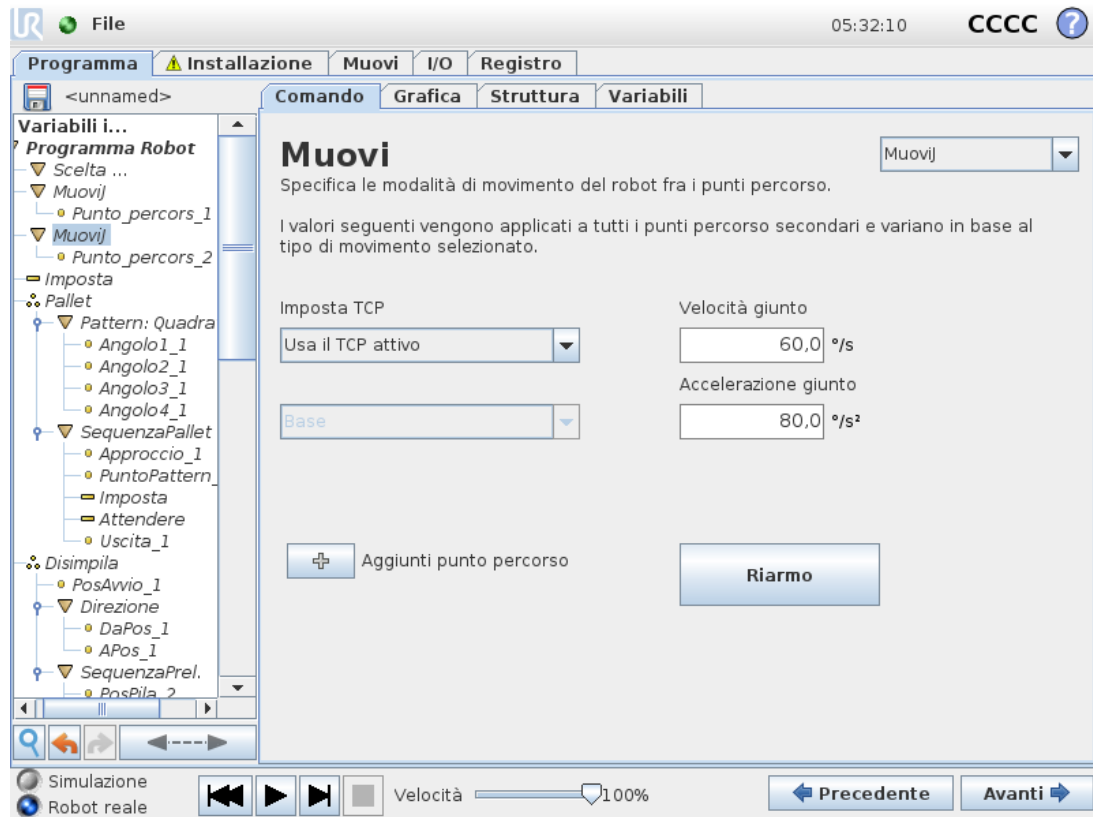 UR File 05:32:10 CCCC ?
Programma Installazione Muovi I/O Registro
<unnamed> Comando Grafica Struttura Variabili
Variabili i...
Programma Robot
Scelta ...
MuoviJ
Punto_percors_1
MuoviJ
Punto_percors_2
Imposta
Pallet
Pattern: Quadra
Angolo1_1
Angolo2_1
Angolo3_1
Angolo4_1
SequenzaPallet
Approccio_1
PuntoPattern_
Imposta
Attendere
Uscita_1
Disimpila
PosAvvio_1
Direzione
DaPos_1
APos_1
SequenzaPrel.
PosPila_2
Muovi
MuoviJ
Specifica le modalità di movimento del robot fra i punti percorso.
I valori seguenti vengono applicati a tutti i punti percorso secondari e variano in base al
tipo di movimento selezionato.
Imposta TCP
Usa il TCP attivo
Base
Velocità giunto
60,0 °/s
Accelerazione giunto
80,0 °/s²
Aggiunti punto percorso
Riarmo
Simulazione
Robot reale
Velocità 100%
Precedente
Avanti